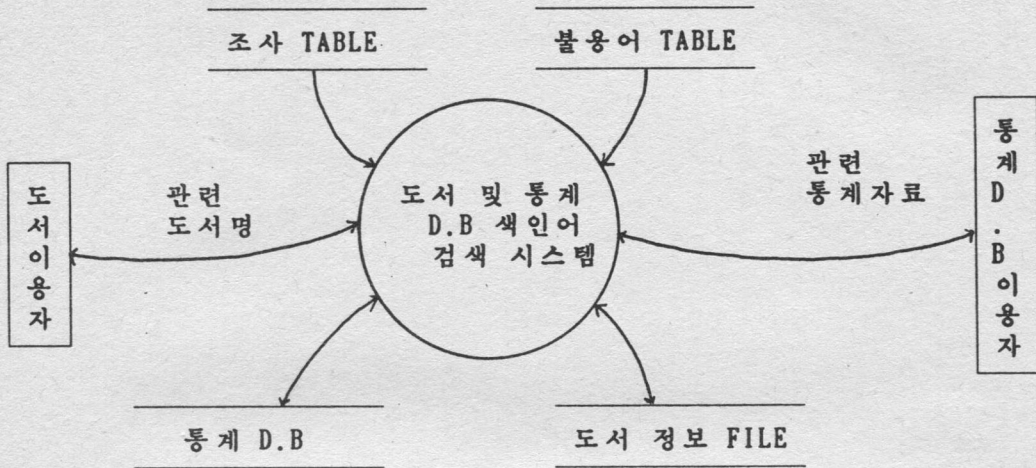 조사 TABLE
불용어 TABLE
도서이용자
관련
도서명
도서 및 통계
D.B 색인어
검색 시스템
관련
통계자료
통계D.B이용자
통계 D.B
도서 정보 FILE